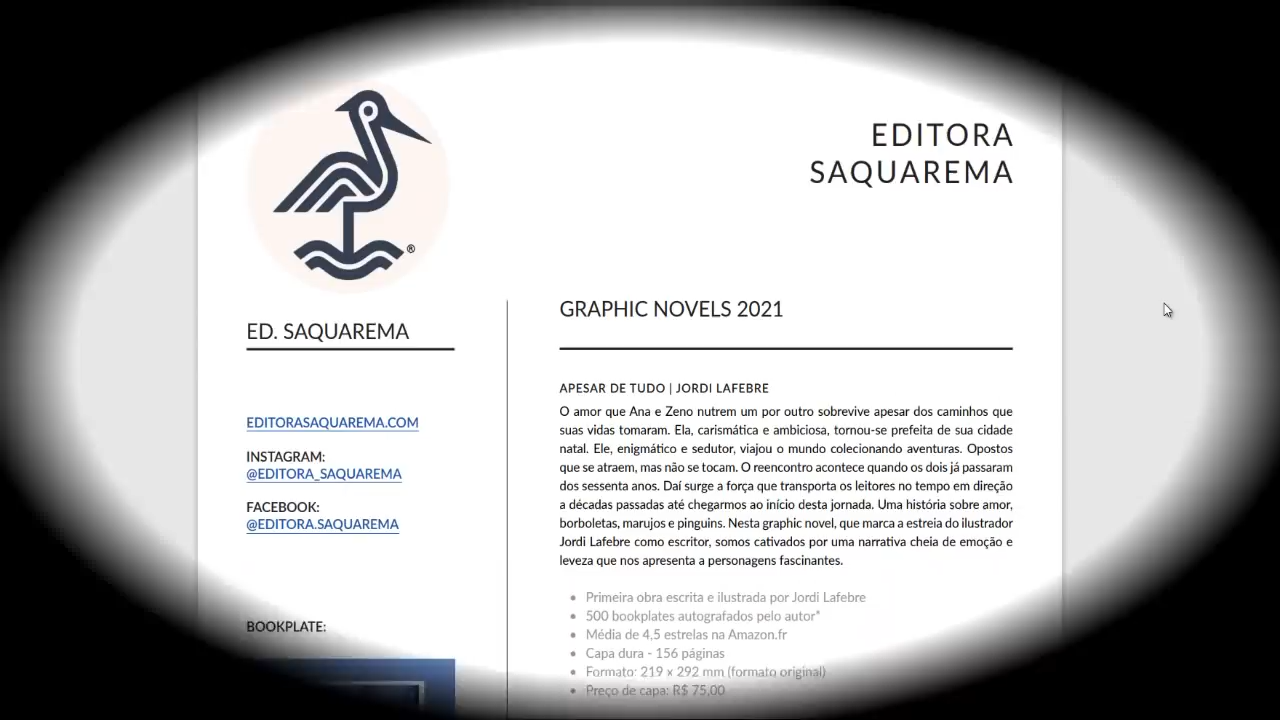 EDITORA
SAQUAREMA
®
ED. SAQUAREMA
EDITORASAQUAREMA.COM
INSTAGRAM:
@EDITORA_SAQUAREMA
FACEBOOK:
@EDITORA.SAQUAREMA
BOOKPLATE:
GRAPHIC NOVELS 2021
APESAR DE TUDO | JORDI LAFEBRE
O amor que Ana e Zeno nutrem um por outro sobrevive apesar dos caminhos que
suas vidas tomaram. Ela, carismática e ambiciosa, tornou-se prefeita de sua cidade
natal. Ele, enigmático e sedutor, viajou o mundo colecionando aventuras. Opostos
que se atraem, mas não se tocam. O reencontro acontece quando os dois já passaram
dos sessenta anos. Daí surge a força que transporta os leitores no tempo em direção
a décadas passadas até chegarmos ao início desta jornada. Uma história sobre amor,
borboletas, marujos e pinguins. Nesta graphic novel, que marca a estreia do ilustrador
Jordi Lafebre como escritor, somos cativados por uma narrativa cheia de emoção e
leveza que nos apresenta a personagens fascinantes.
• Primeira obra escrita e ilustrada por Jordi Lafebre
• 500 bookplates autografados pelo autor*
• Média de 4,5 estrelas na Amazon.fr
• Capa dura - 156 páginas
• Formato: 219 x 292 mm (formato original)
• Preço de capa: R$ 75,00